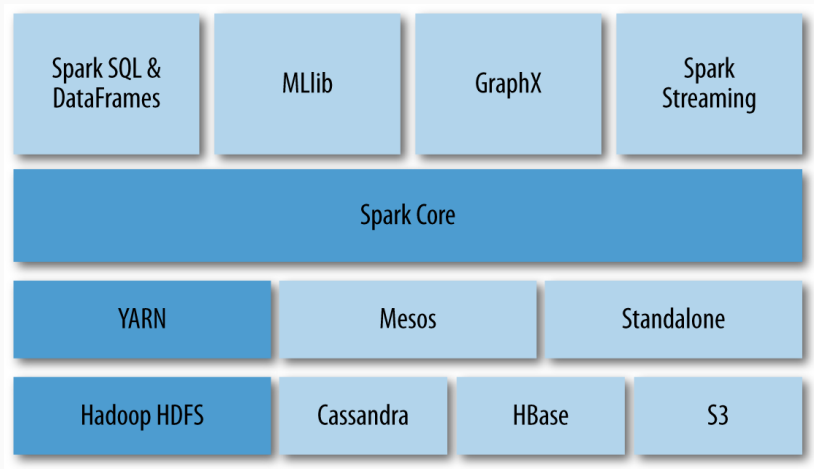 Spark SQL &
DataFrames
MLlib
GraphX
Spark
Streaming
Spark Core
YARN
Mesos
Standalone
Hadoop HDFS
Cassandra
HBase
S3